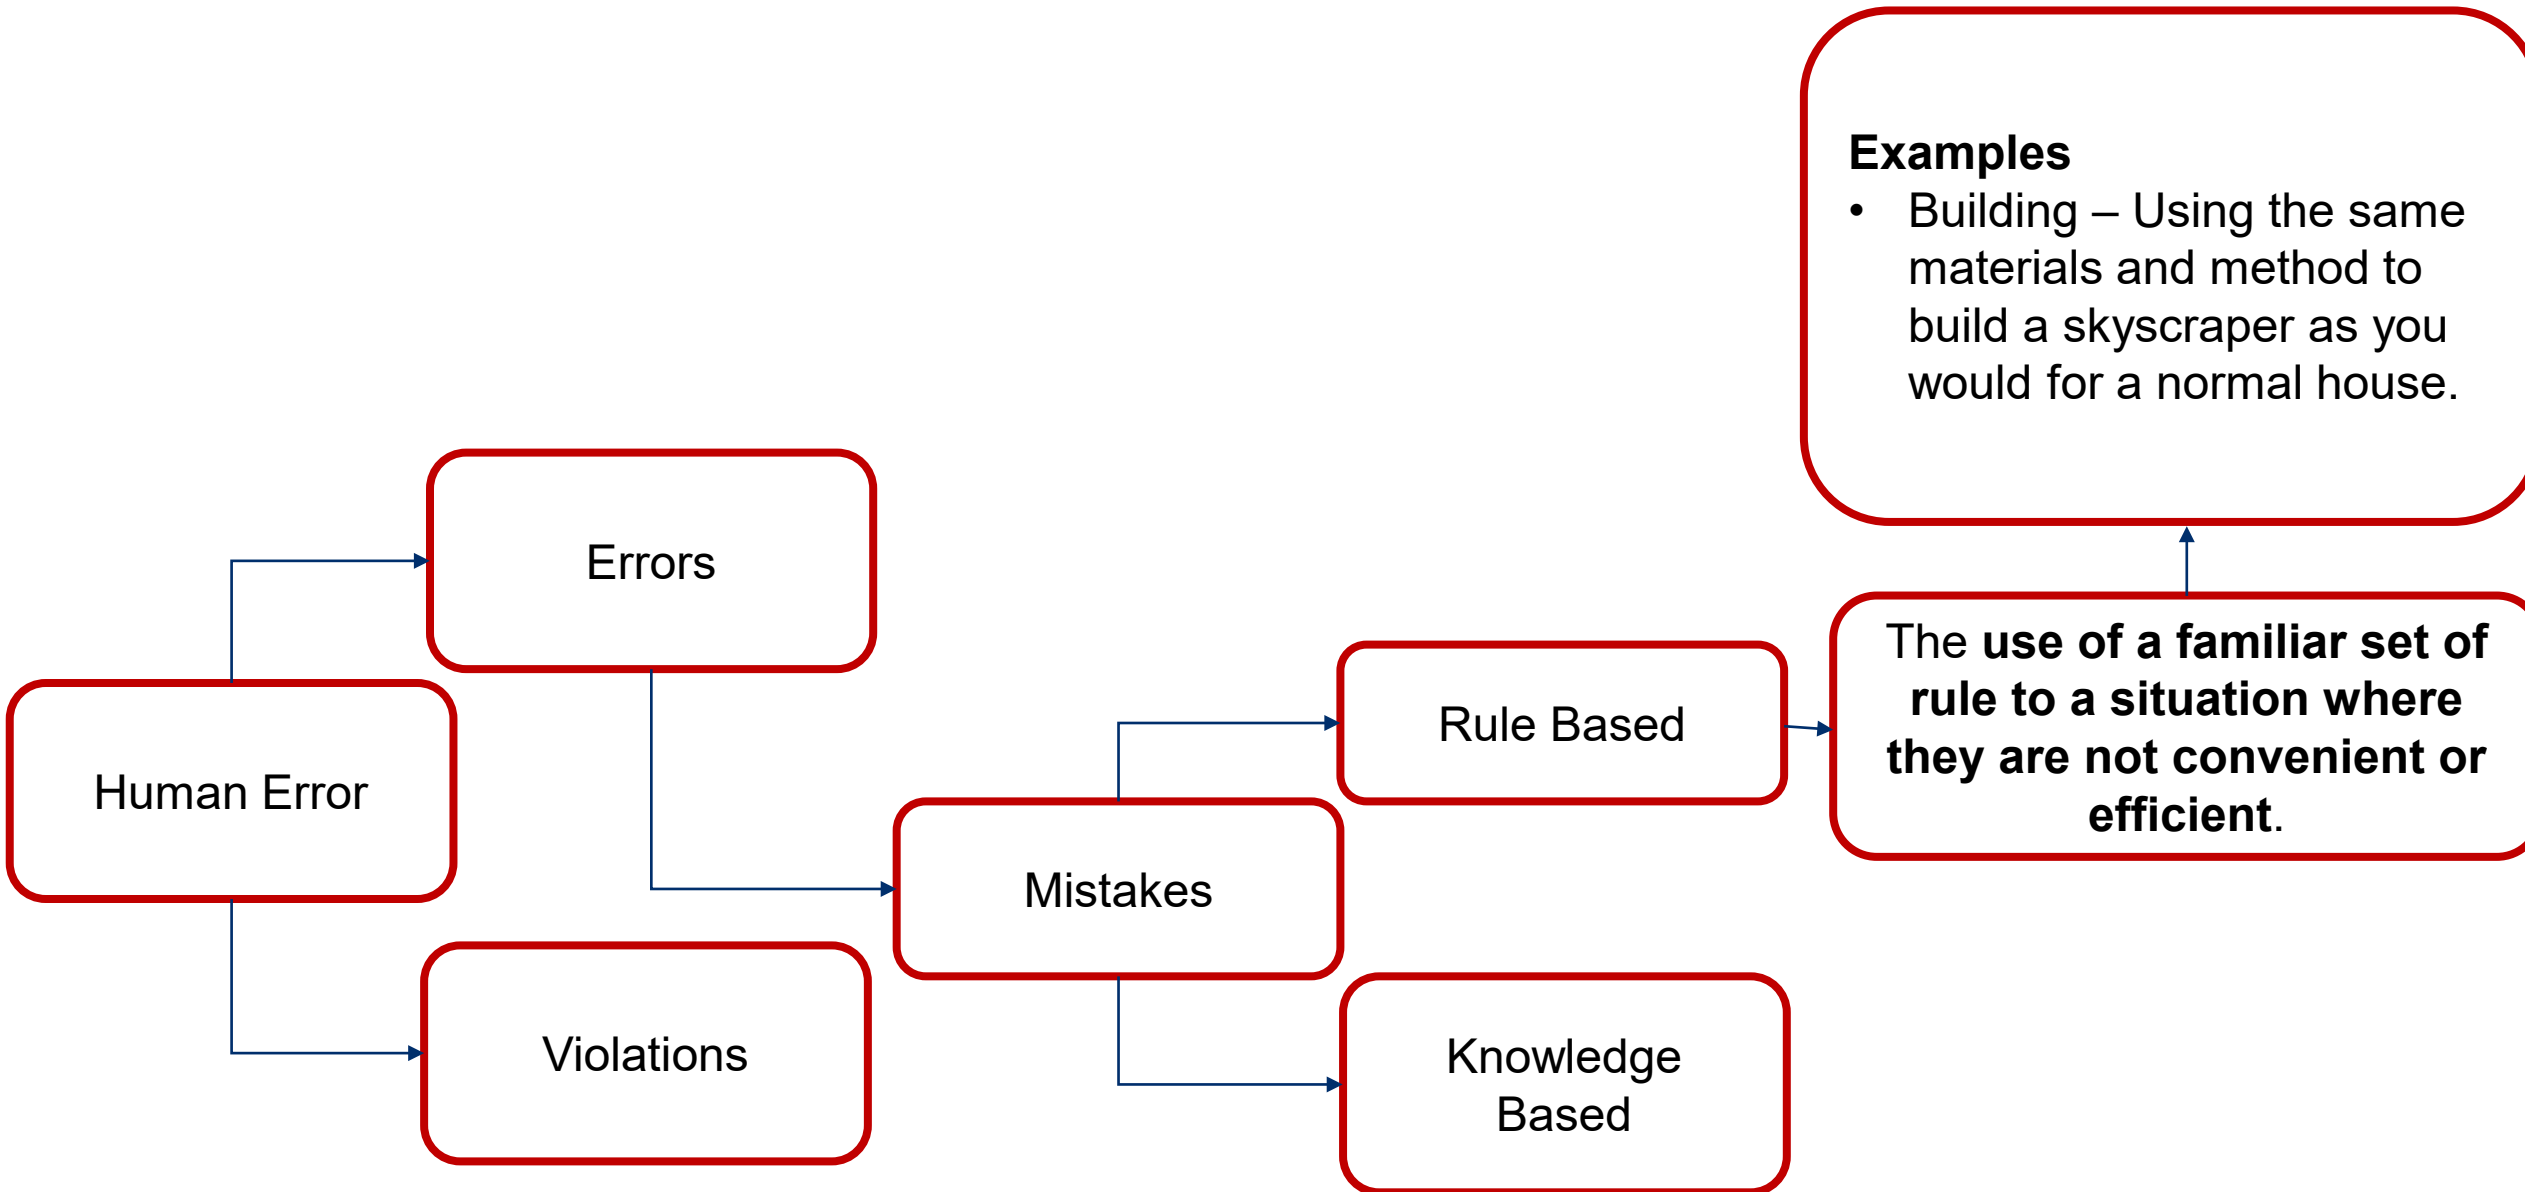 Examples
• Building – Using the same
materials and method to
build a skyscraper as you
would for a normal house.
Errors
The use of a familiar set of
rule to a situation where
they are not convenient or
efficient.
Rule Based
Human Error
Mistakes
Violations
Knowledge
Based